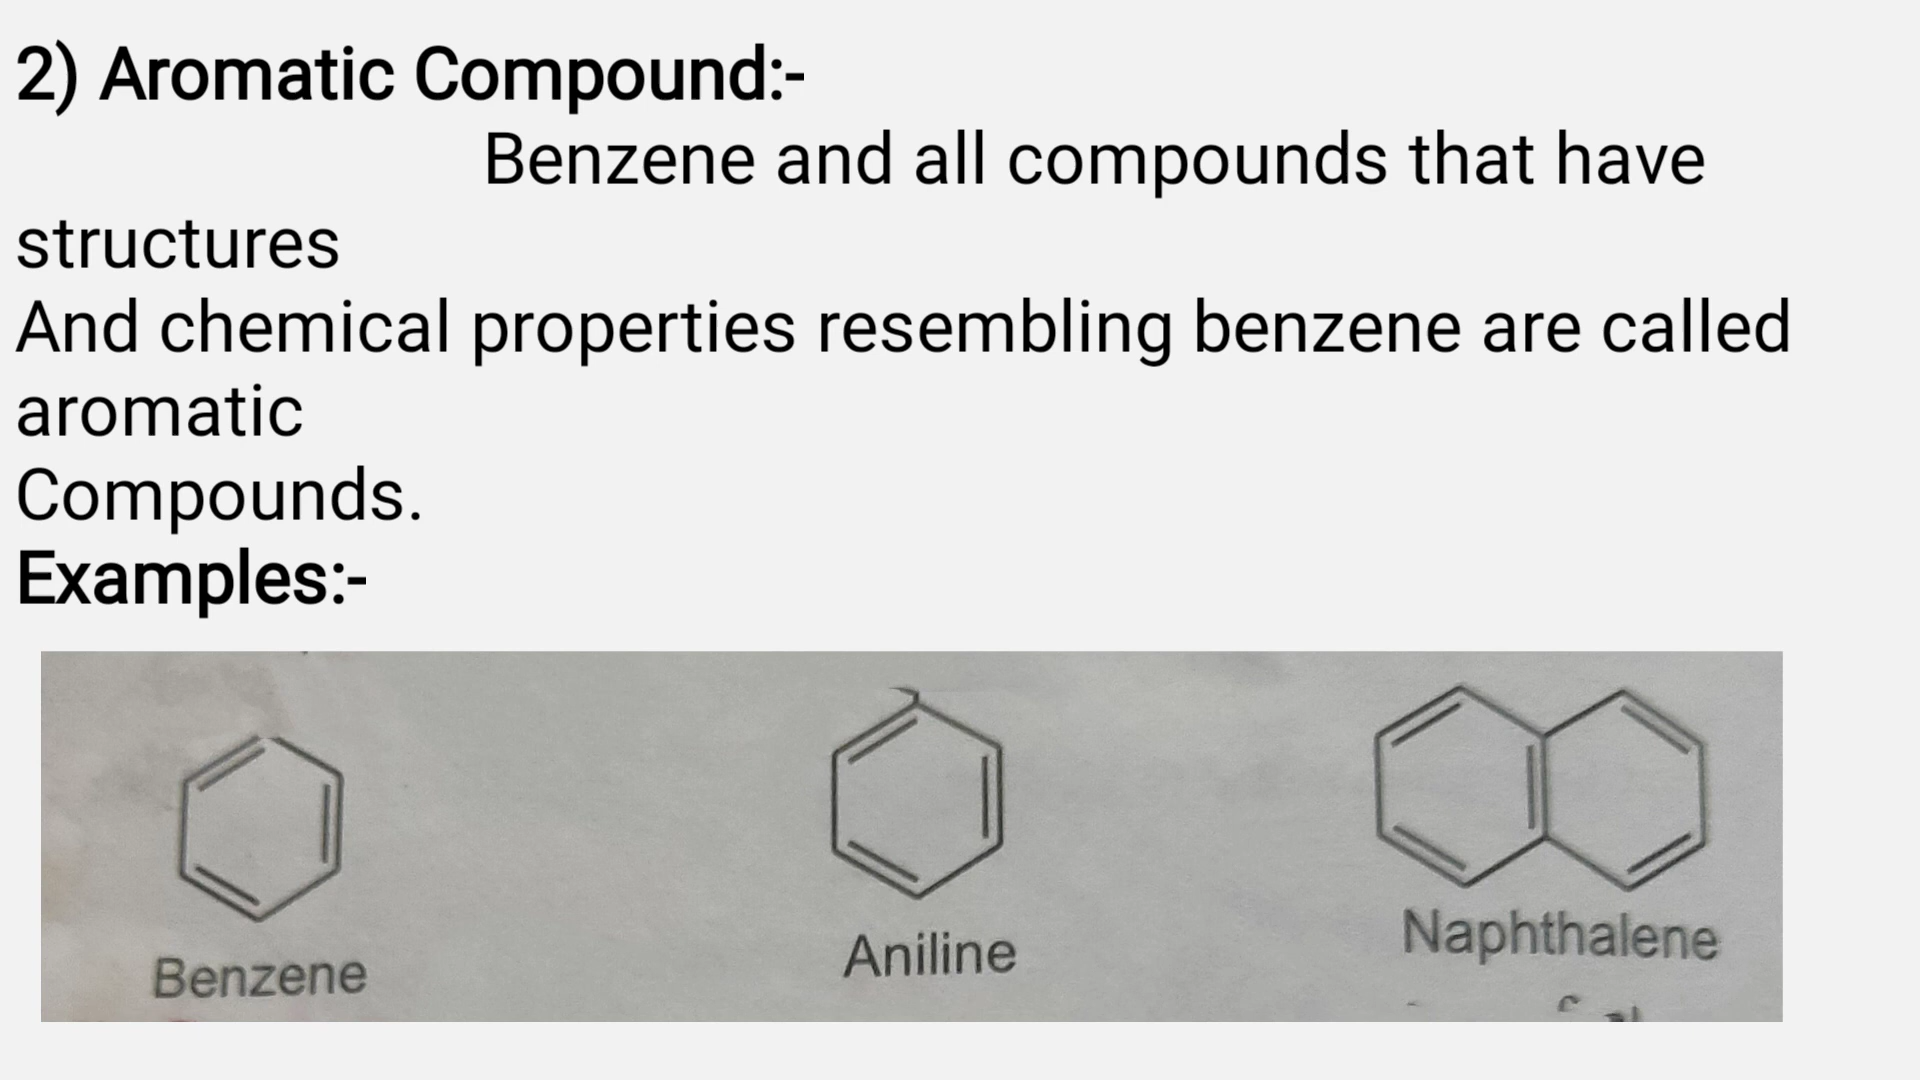 2) Aromatic Compound:-
Benzene and all compounds that have
structures
And chemical properties resembling benzene are called
aromatic
Compounds.
Examples:-
Benzene
Aniline
Naphthalene